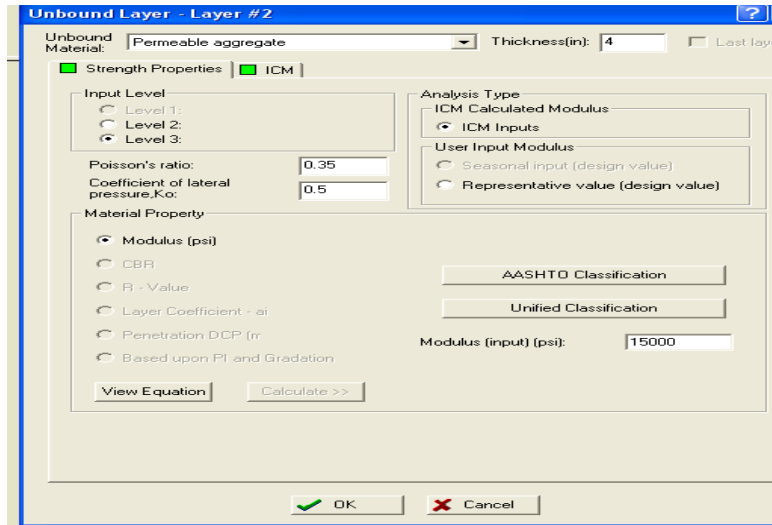 Unbound Layer - Layer #2
Unbound Material: Permeable aggregate Thickness(in): 4 Last lay
Strength Properties ICM
Input Level
Level 1:
Level 2:
Level 3:
Analysis Type
ICM Calculated Modulus
ICM Inputs
User Input Modulus
Seasonal input (design value)
Representative value (design value)
Poisson's ratio: 0.35
Coefficient of lateral
pressure,Ko: 0.5
Material Property
Modulus (psi)
CBR
R - Value
Layer Coefficient - ai
Penetration DCP (m
Based upon PI and Gradation
AASHTO Classification
Unified Classification
Modulus (input) (psi): 15000
View Equation Calculate >>
OK Cancel